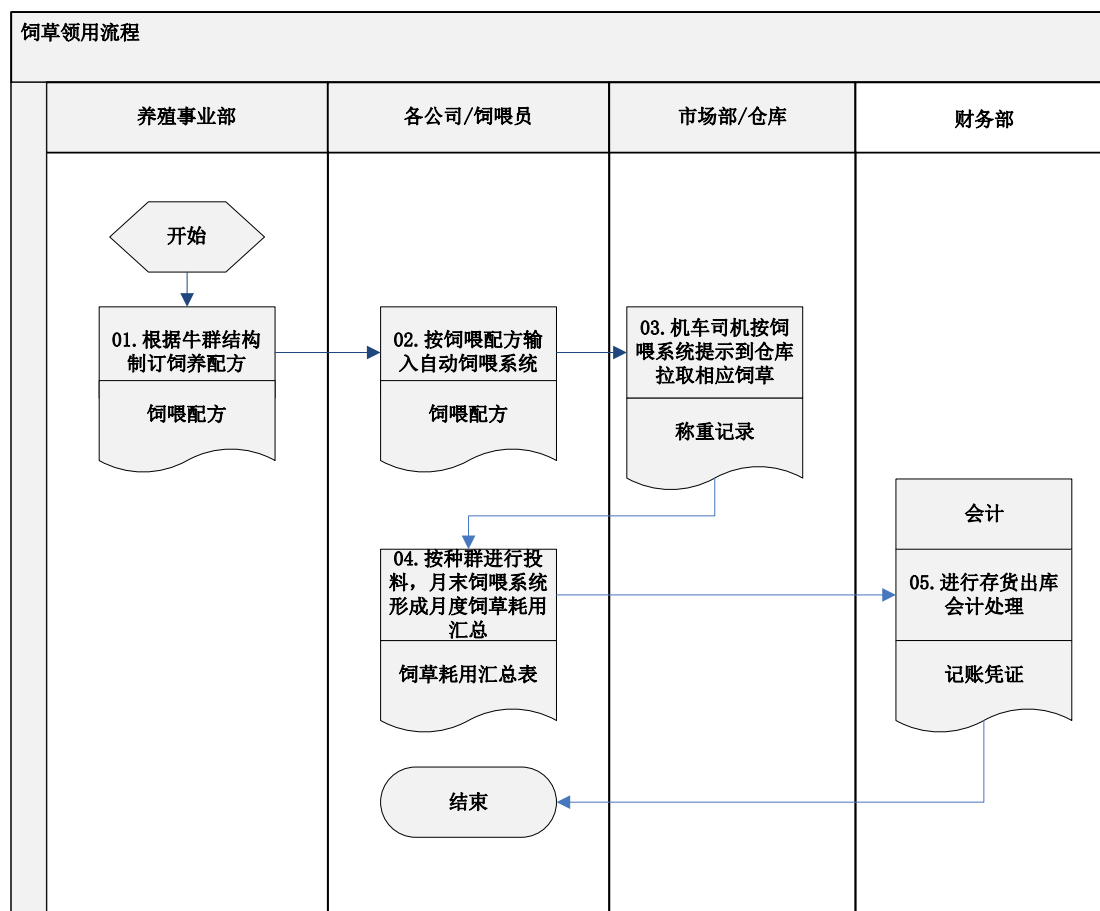 饲草领用流程
养殖事业部
各公司/饲喂员
市场部/仓库
财务部
开始
01.根据牛群结构
制订饲养配方
饲喂配方
02.按饲喂配方输
入自动饲喂系统
饲喂配方
03.机车司机按饲
喂系统提示到仓库
拉取相应饲草
称重记录
04.按种群进行投
料，月末饲喂系统
形成月度饲草耗用
汇总
饲草耗用汇总表
会计
05.进行存货出库
会计处理
记账凭证
结束